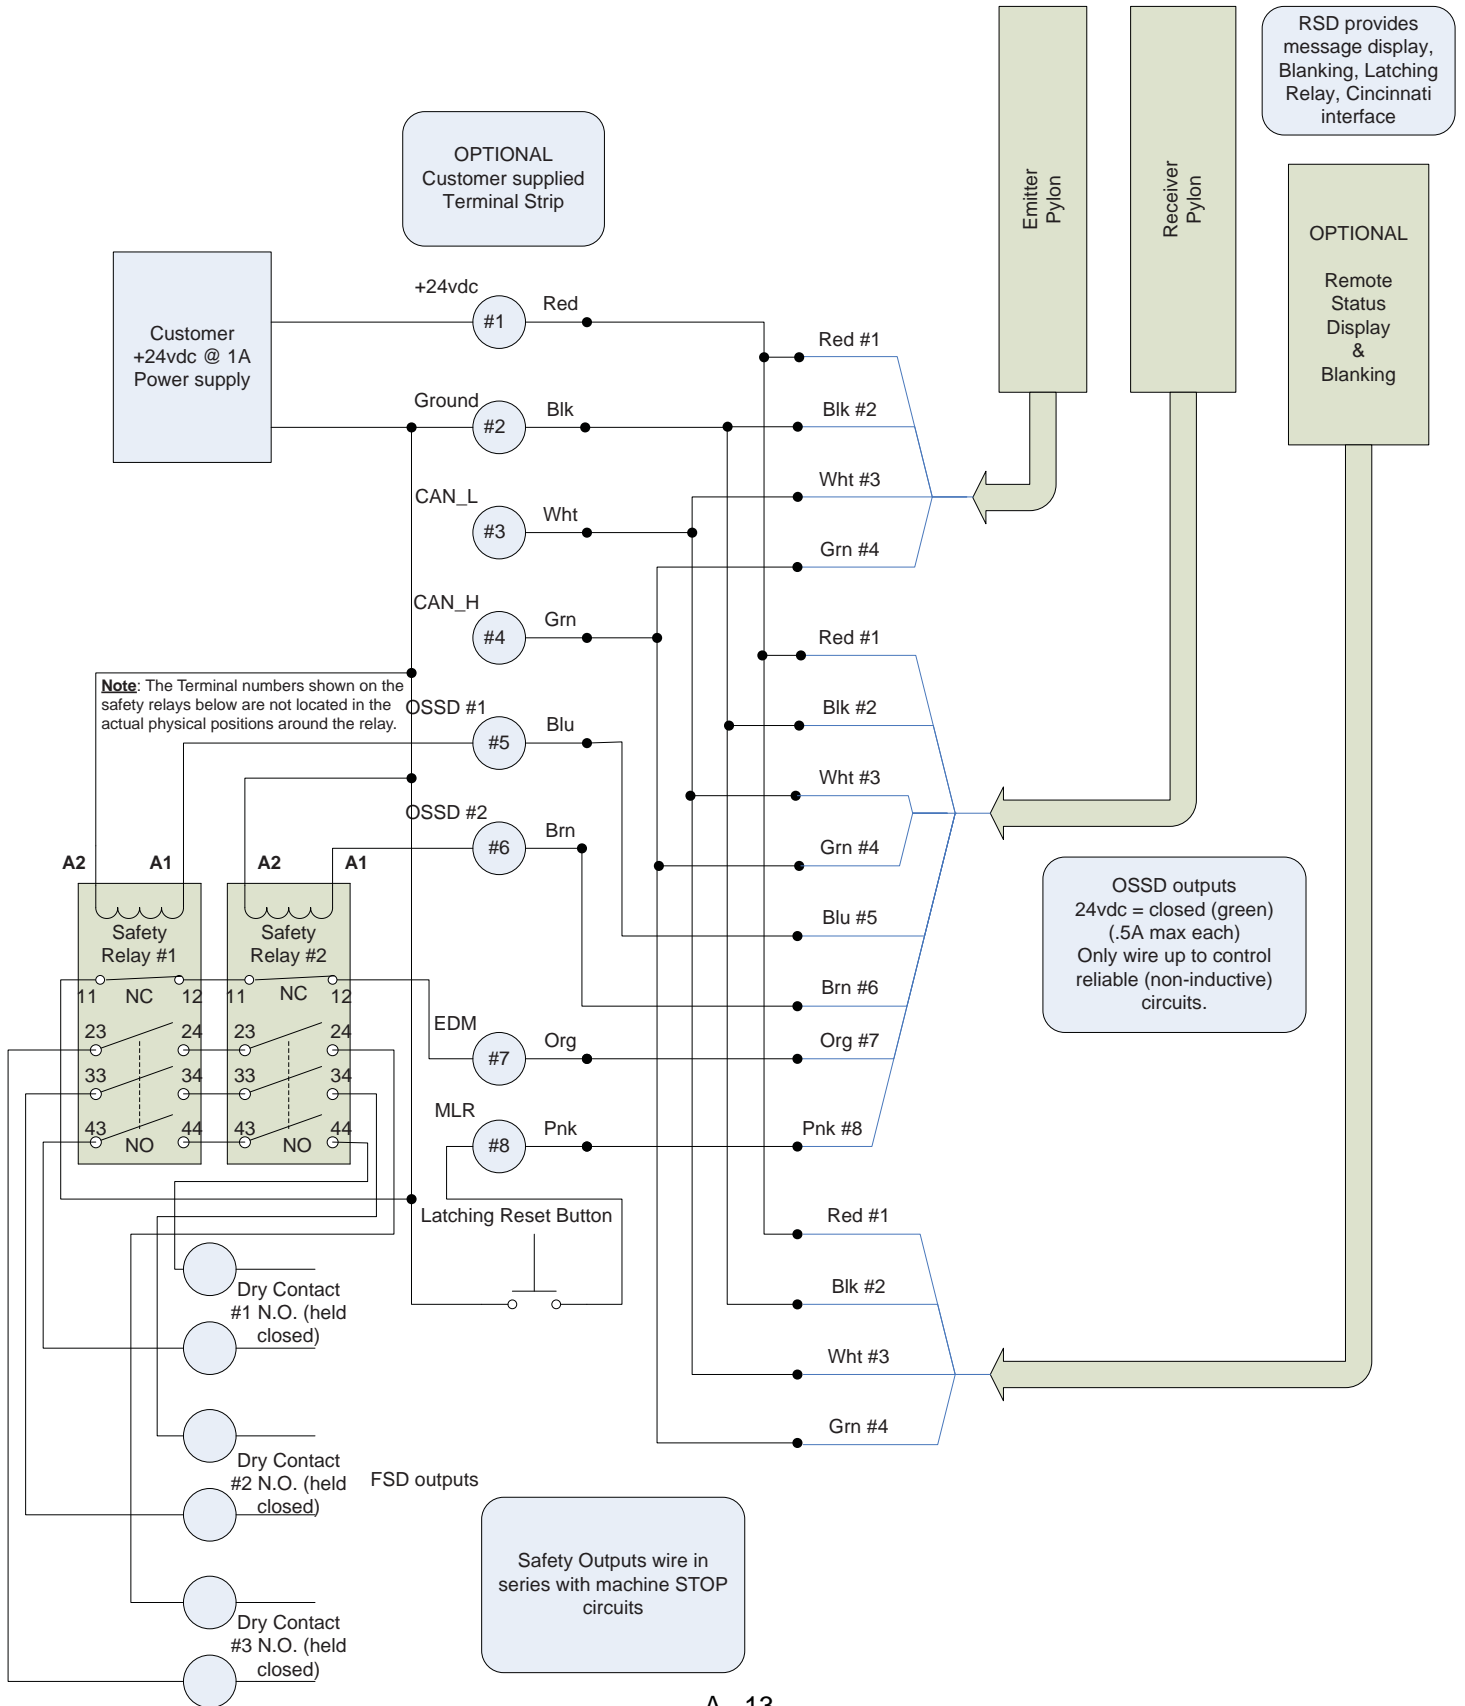 RSD provides
message display,
Blanking, Latching
Relay, Cincinnati
interface
OPTIONAL
Customer supplied
Terminal Strip
Emitter
Pylon
Receiver
Pylon
OPTIONAL
Remote
Status
Display
&
Blanking
Customer
+24vdc @ 1A
Power supply
+24vdc
#1
Red
Ground
#2
Blk
CAN_L
#3
Wht
CAN_H
#4
Grn
OSSD #1
#5
Blu
OSSD #2
#6
Brn
EDM
#7
Org
MLR
#8
Pnk
Red #1
Blk #2
Wht #3
Grn #4
Red #1
Blk #2
Wht #3
Grn #4
Blu #5
Brn #6
Org #7
Pnk #8
Red #1
Blk #2
Wht #3
Grn #4
Note: The Terminal numbers shown on the
safety relays below are not located in the
actual physical positions around the relay.
A2
A1
A2
A1
Safety
Relay #1
11
NC
12
23
24
33
34
43
NO
44
Safety
Relay #2
11
NC
12
23
24
33
34
43
NO
44
OSSD outputs
24vdc = closed (green)
(.5A max each)
Only wire up to control
reliable (non-inductive)
circuits.
Latching Reset Button
Dry Contact
#1 N.O. (held
closed)
Dry Contact
#2 N.O. (held
closed)
FSD outputs
Dry Contact
#3 N.O. (held
closed)
Safety Outputs wire in
series with machine STOP
circuits